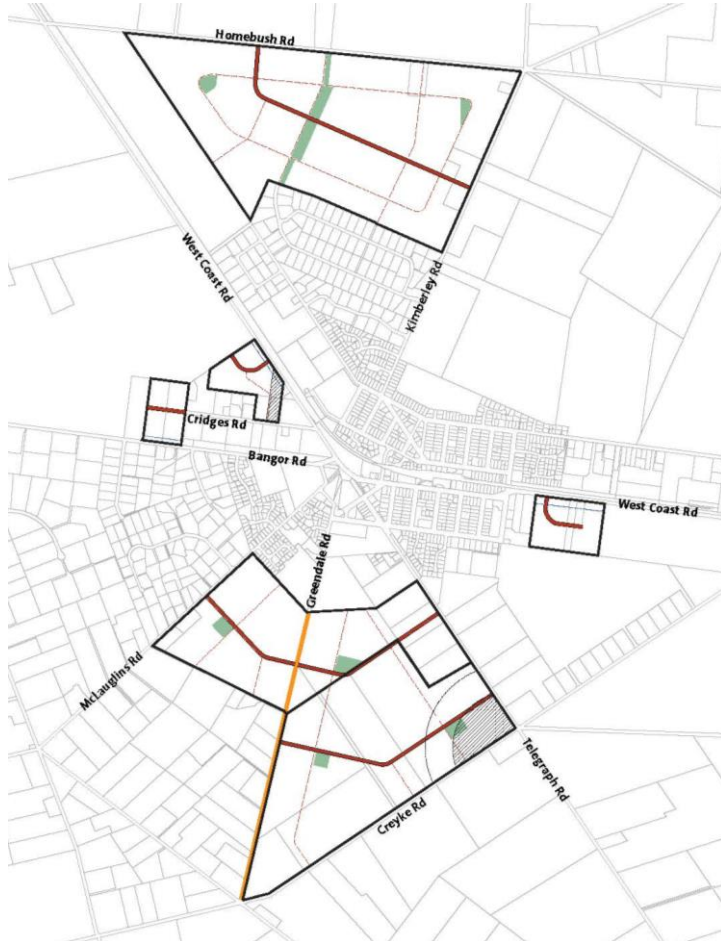 Homebush Rd
West Coast Rd
Kimberley Rd
Cridges Rd
Bangor Rd
West Coast Rd
Greendale Rd
McLauglins Rd
Telegraph Rd
Creyke Rd